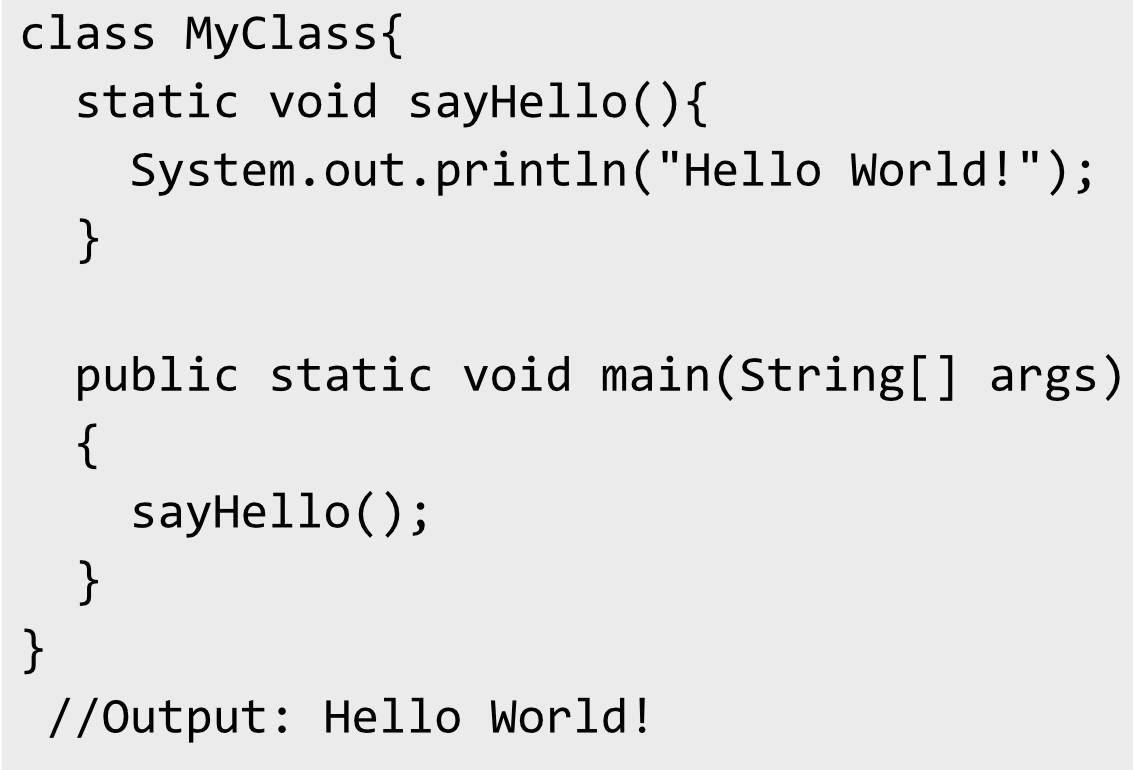 class MyClass{
  static void sayHello(){
    System.out.println("Hello World!");
  }

  public static void main(String[] args)
  {
    sayHello();
  }
}
 //Output: Hello World!